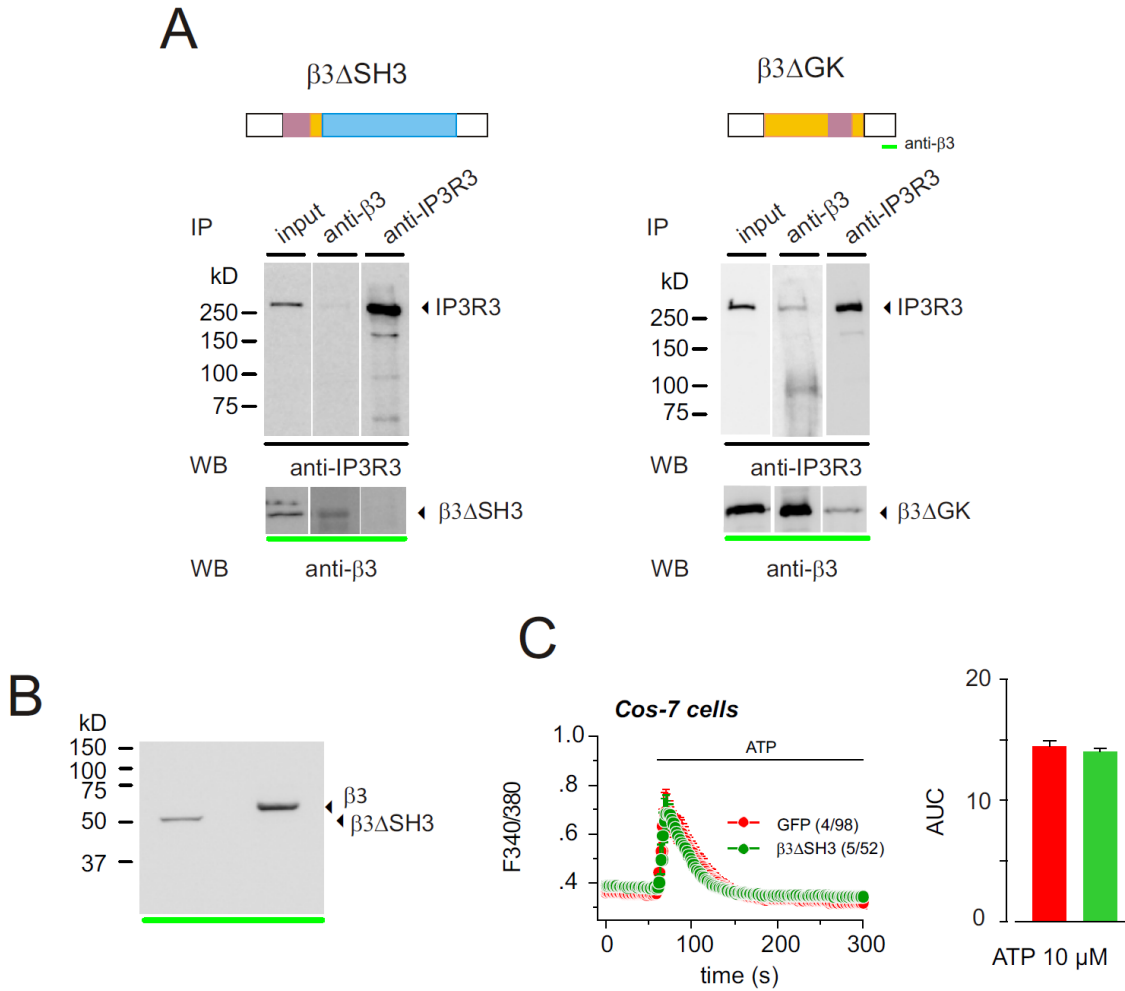 A
β3ΔSH3
β3ΔGK
anti-β3
IP
input
anti-β3
anti-IP3R3
kD
250
150
100
75
IP3R3
WB
anti-IP3R3
β3ΔSH3
WB
anti-β3
IP
input
anti-β3
anti-IP3R3
kD
250
150
100
75
IP3R3
WB
anti-IP3R3
β3ΔGK
WB
anti-β3
B
kD
150
100
75
50
37
β3
β3ΔSH3
C
Cos-7 cells
F340/380
1.0
.8
.6
.4
ATP
GFP (4/98)
β3ΔSH3 (5/52)
0 100 200 300
time (s)
AUC
20
10
0
ATP 10 µM